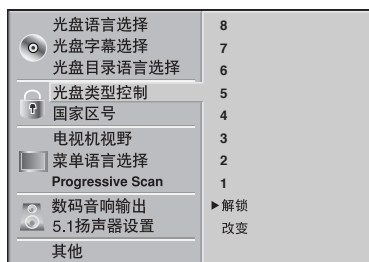 光盘语言选择
光盘字幕选择
光盘目录语言选择
光盘类型控制
国家区号
电视机视野
菜单语言选择
Progressive Scan
数码音响输出
5.1扬声器设置
其他
8
7
6
5
4
3
2
1
▶解锁
改变